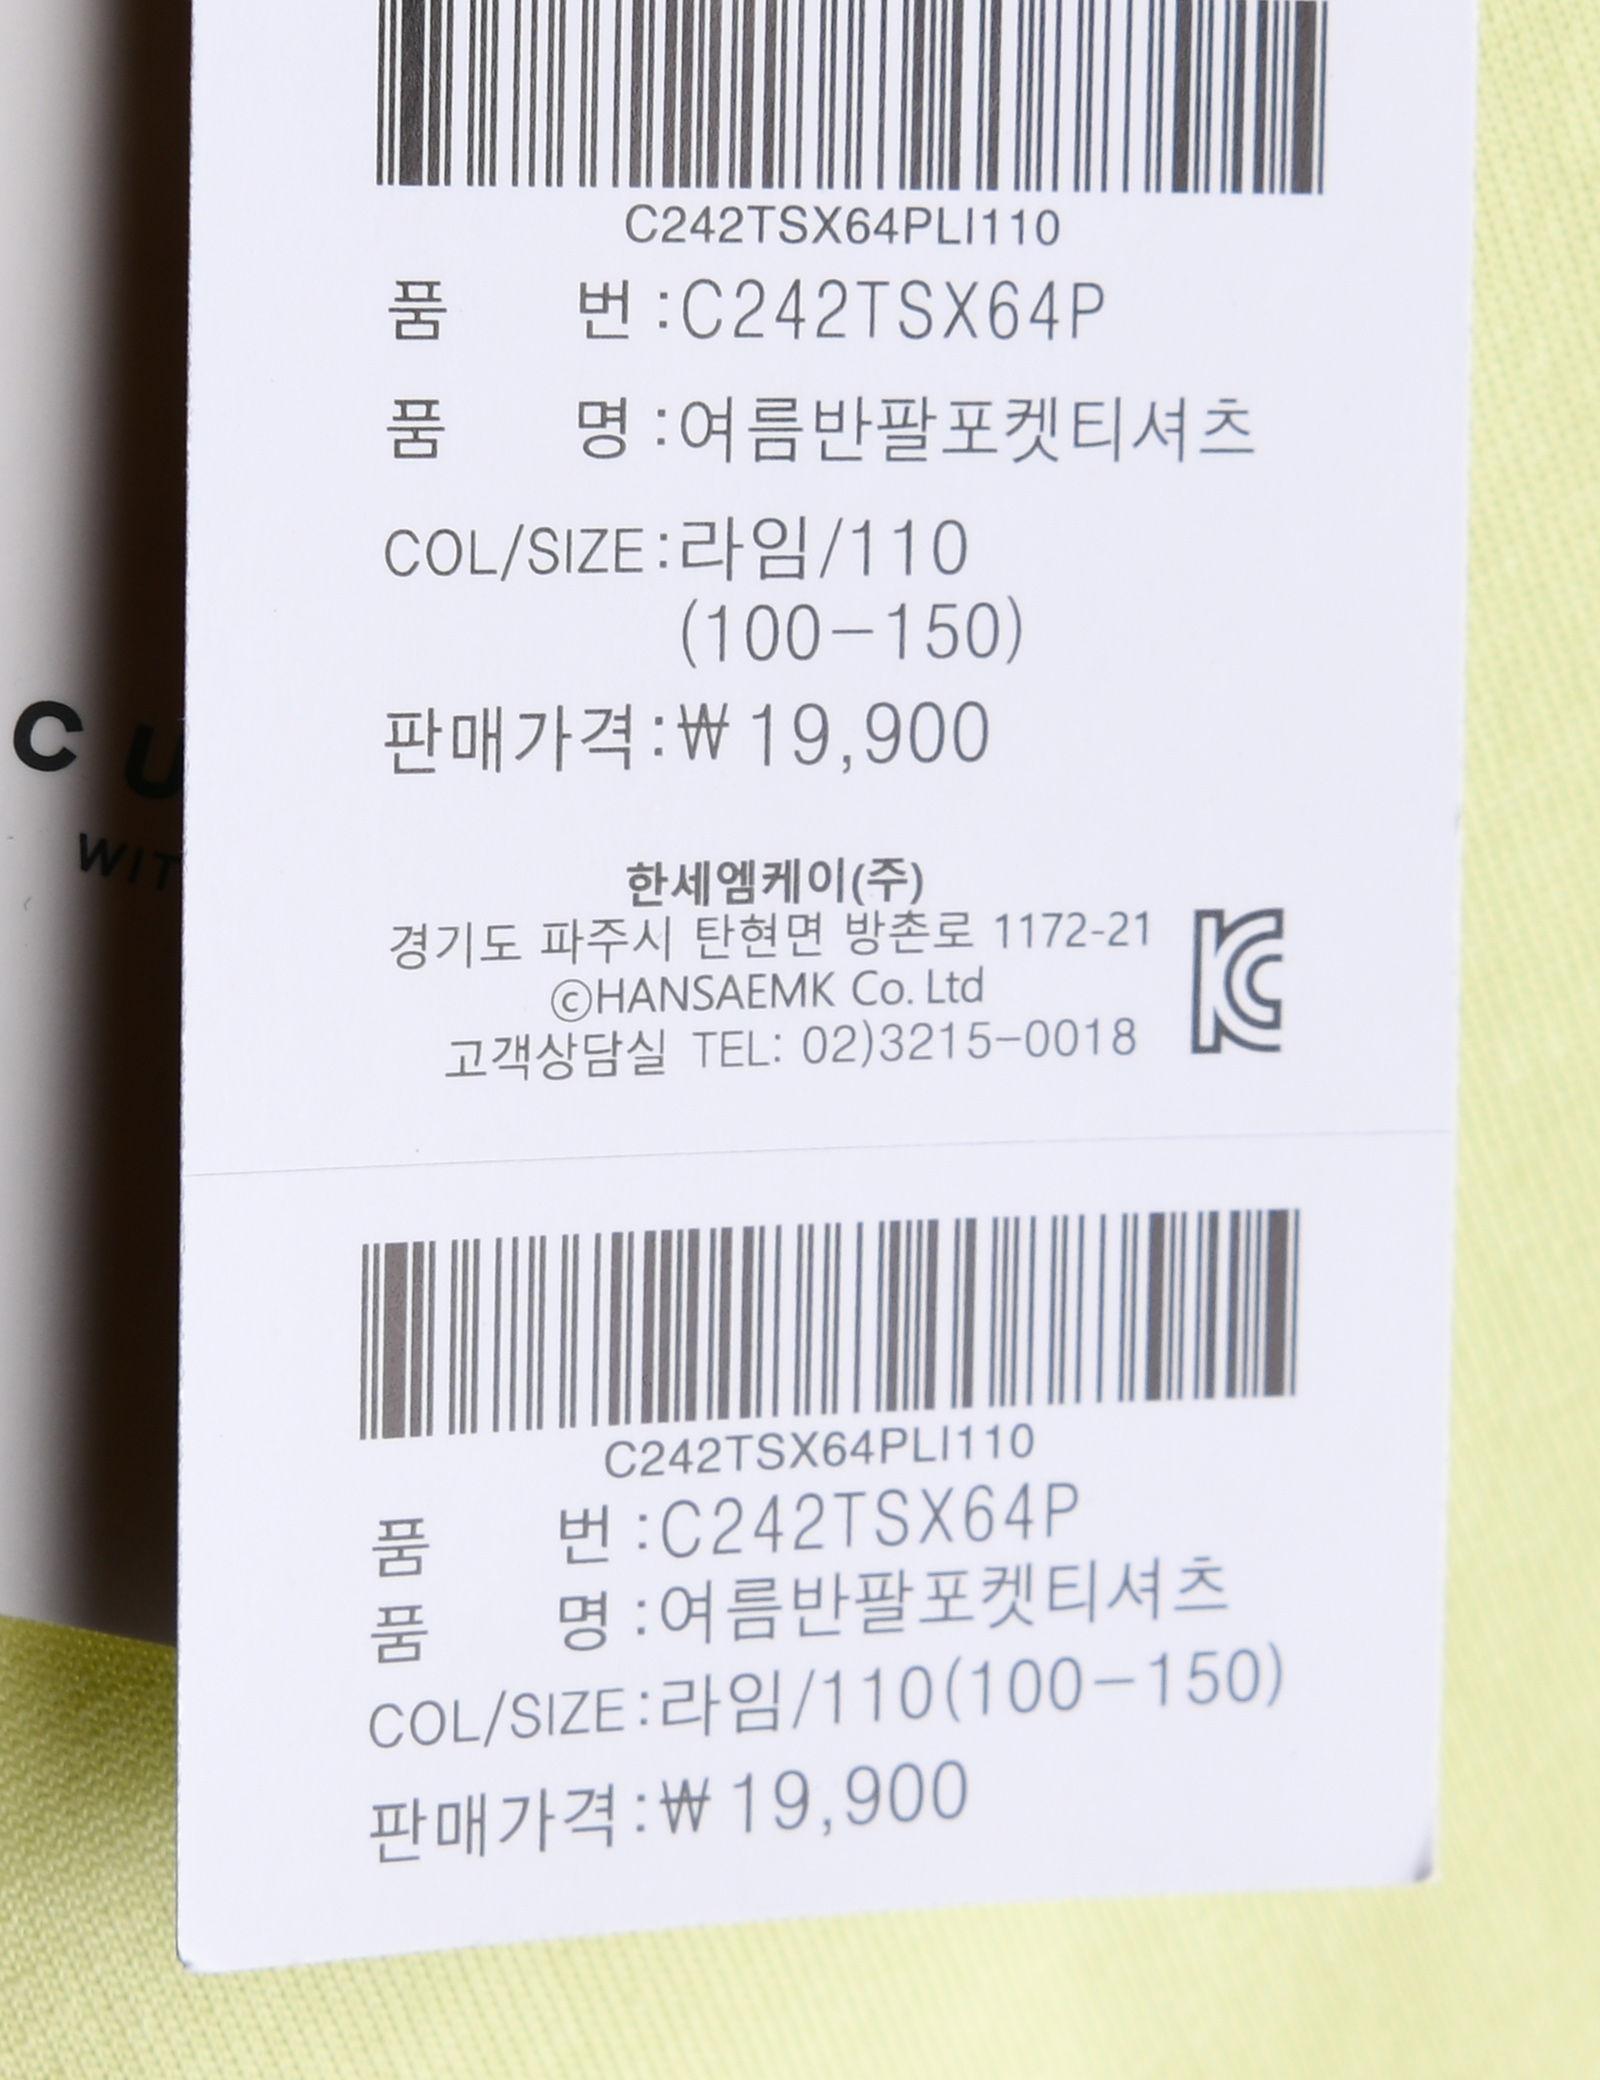 C242TSX64PLI110
품 번 :C242TSX64P
품 명 :여름반팔포켓티셔츠
COL/SIZE:라임/110
(100-150)
판매가격:₩19,900
한세엠케이(주)
경기도 파주시 탄현면 방촌로 1172-21
ⓒHANSAEMK Co. Ltd
고객상담실 TEL: 02)3215-0018
C242TSX64PLI110
품 번 :C242TSX64P
품 명 :여름반팔포켓티셔츠
COL/SIZE:라임/110(100-150)
판매가격:₩19,900